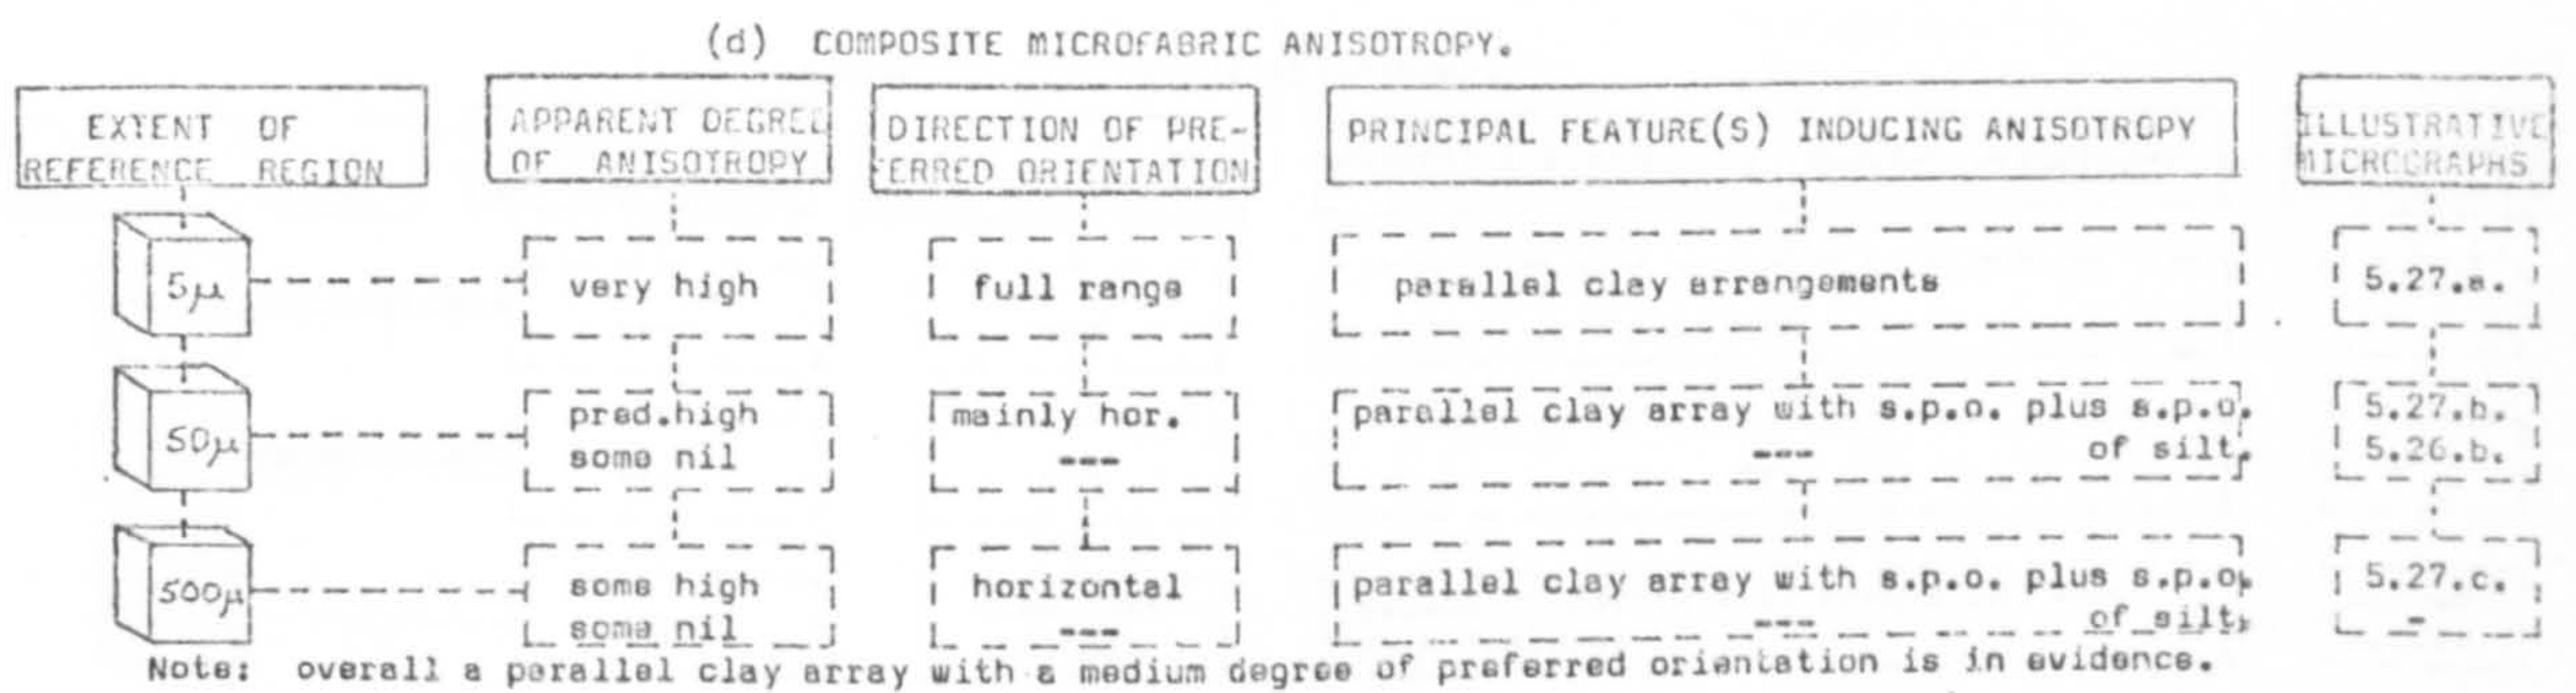 (d) COMPOSITE MICROFABRIC ANISOTROPY.
EXTENT OF
REFERENCE REGION
APPARENT DEGREE
OF ANISOTROPY
DIRECTION OF PRE-
FERRED ORIENTATION
PRINCIPAL FEATURE(S) INDUCING ANISOTROPY
ILLUSTRATIVE
MICROGRAPHS
5μ
very high
full range
parallel clay arrangements
5.27.a.
50μ
pred.high
some nil
mainly hor.
---
parallel clay array with s.p.o. plus s.p.o.
--- of silt.
5.27.b.
5.26.b.
500μ
some high
some nil
horizontal
---
parallel clay array with s.p.o. plus s.p.o.
--- of silt.
5.27.c.
-
Note: overall a parallel clay array with a medium degree of preferred orientation is in evidence.